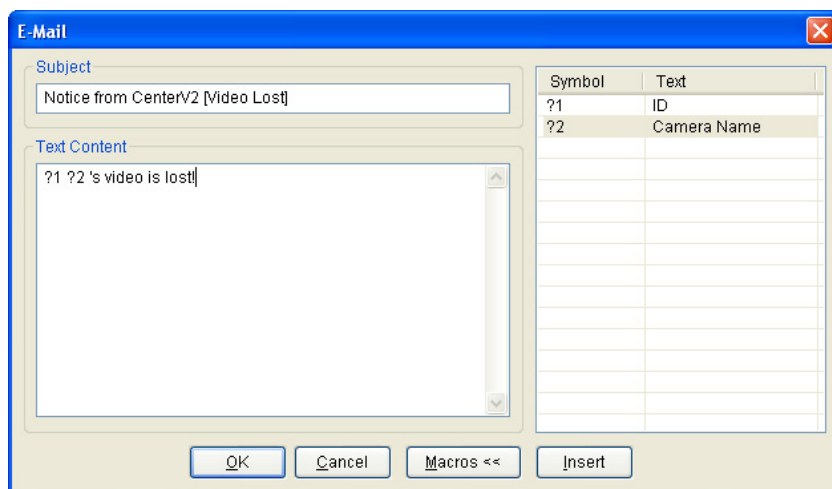 E-Mail
Subject
Notice from CenterV2 [Video Lost]
Text Content
?1 ?2 's video is lost!
Symbol Text
?1 ID
?2 Camera Name
OK Cancel Macros << Insert